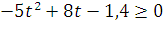 −5t² + 8t − 1,4 ≥ 0